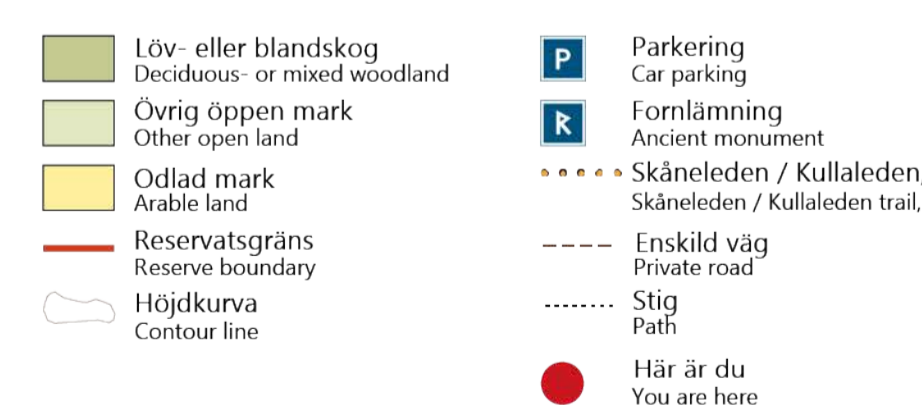 Löv- eller blandskog
Deciduous- or mixed woodland
Övrig öppen mark
Other open land
Odlad mark
Arable land
Reservatsgräns
Reserve boundary
Höjdkurva
Contour line
P
Parkering
Car parking
R
Fornlämning
Ancient monument
Skåneleden / Kullaleden,
Skåneleden / Kullaleden trail,
Enskild väg
Private road
Stig
Path
Här är du
You are here